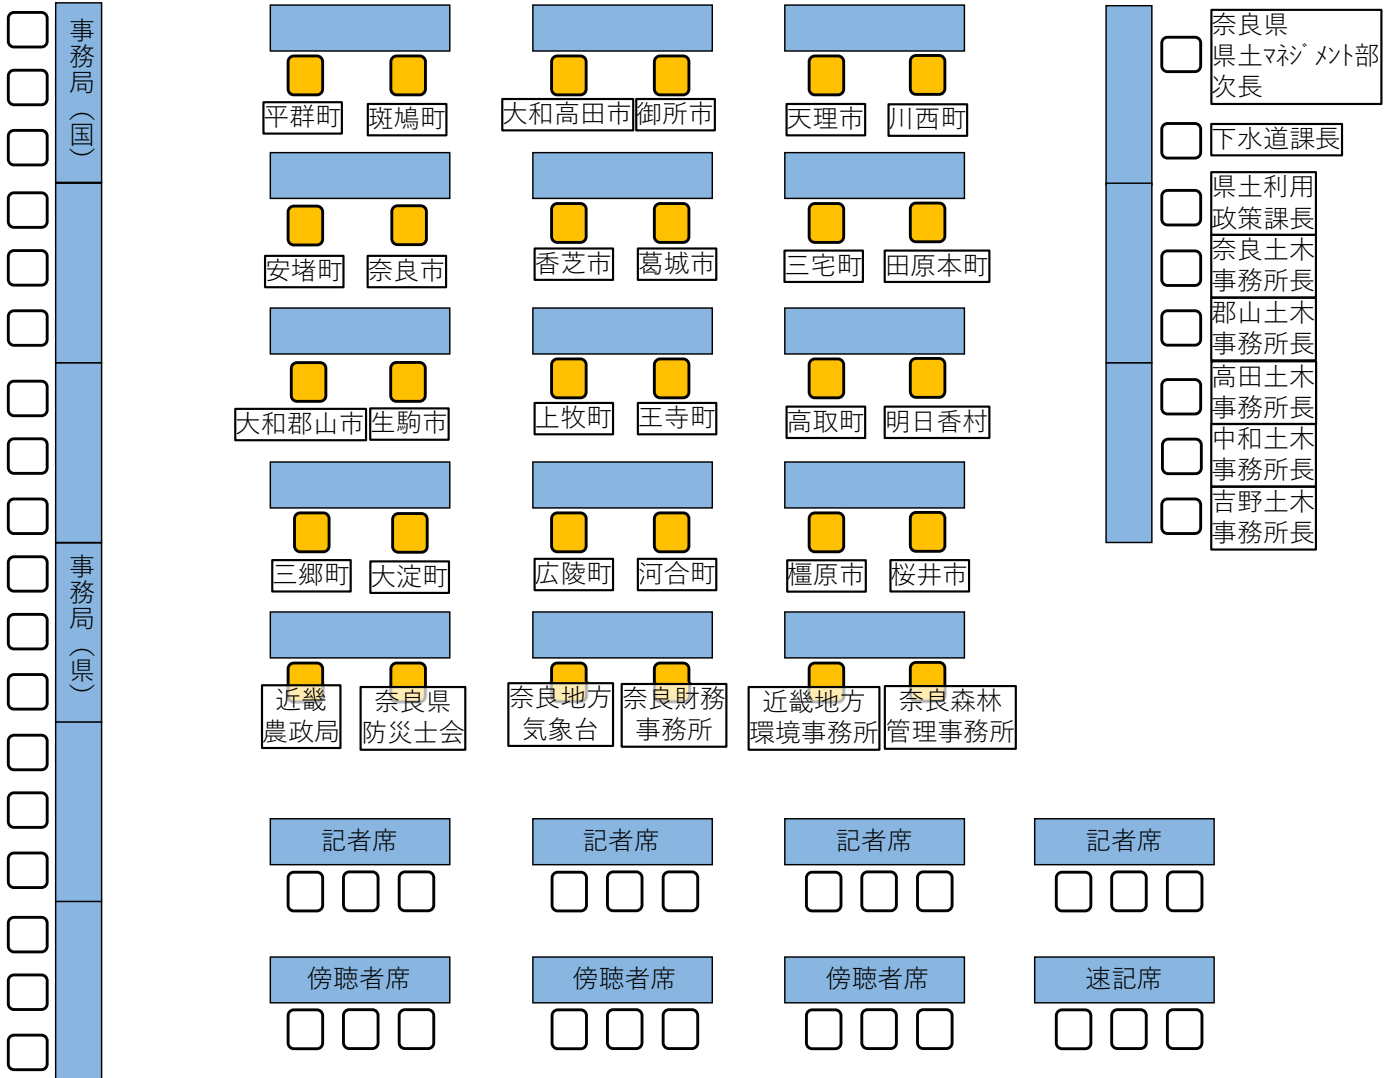 事務局（国）
事務局（県）
平群町
斑鳩町
大和高田市
御所市
天理市
川西町
安堵町
奈良市
香芝市
葛城市
三宅町
田原本町
大和郡山市
生駒市
上牧町
王寺町
高取町
明日香村
三郷町
大淀町
広陵町
河合町
橿原市
桜井市
近畿
農政局
奈良県
防災士会
奈良地方
気象台
奈良財務
事務所
近畿地方
環境事務所
奈良森林
管理事務所
奈良県
県土ﾏﾈｼﾞﾒﾝﾄ部
次長
下水道課長
県土利用
政策課長
奈良土木
事務所長
郡山土木
事務所長
高田土木
事務所長
中和土木
事務所長
吉野土木
事務所長
記者席
記者席
記者席
記者席
傍聴者席
傍聴者席
傍聴者席
速記席